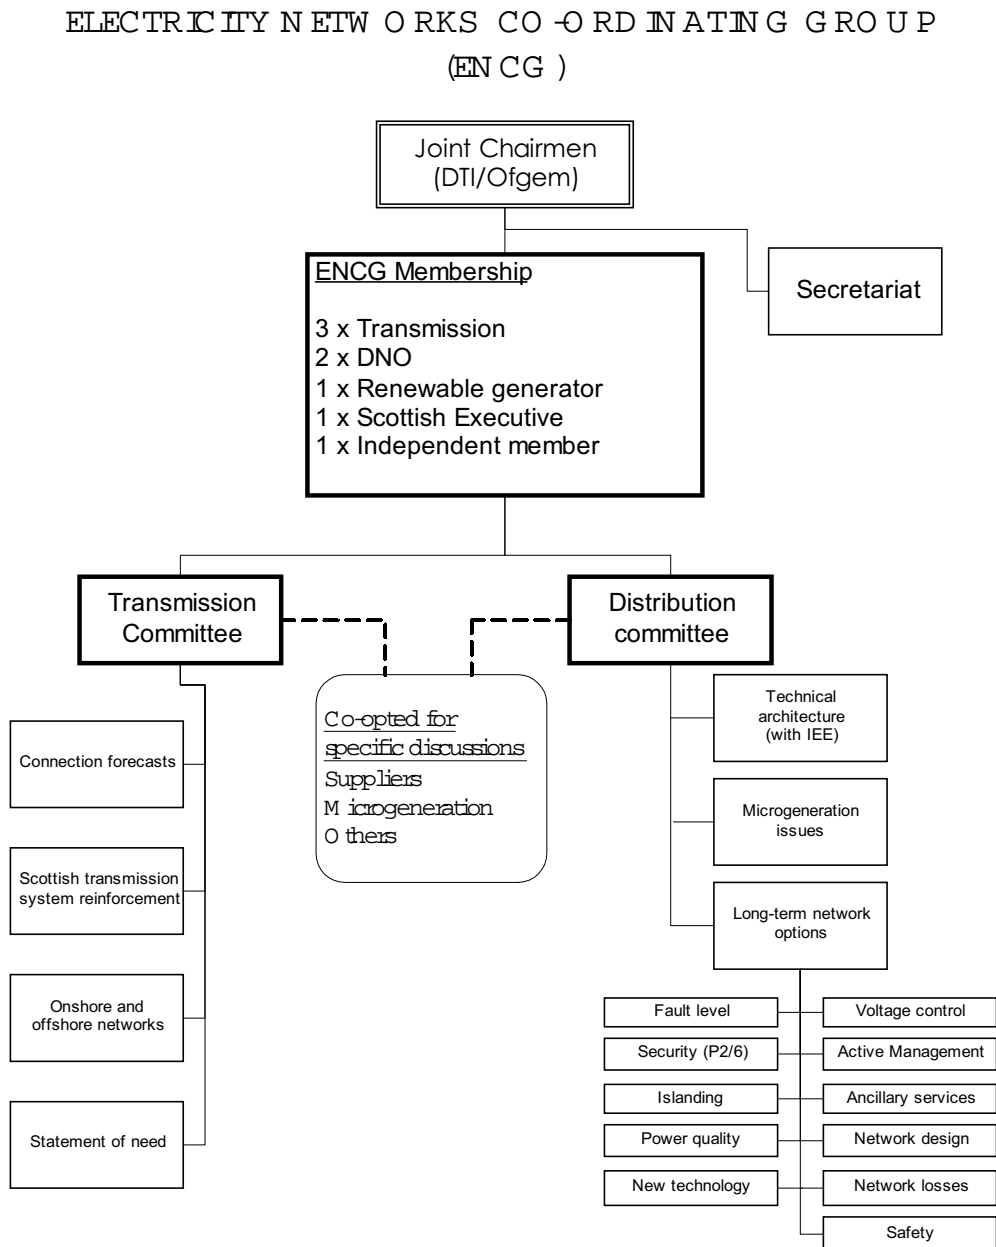 ELECTRICITY NETWORKS CO-ORDINATING GROUP
(ENCG)
Joint Chairmen
(DTI/Ofgem)
ENCG Membership
3 x Transmission
2 x DNO
1 x Renewable generator
1 x Scottish Executive
1 x Independent member
Secretariat
Transmission
Committee
Distribution
committee
Co-opted for
specific discussions
Suppliers
Microgeneration
Others
Connection forecasts
Scottish transmission
system reinforcement
Onshore and
offshore networks
Statement of need
Technical
architecture
(with IEE)
Microgeneration
issues
Long-term network
options
Fault level
Voltage control
Security (P2/6)
Active Management
Islanding
Ancillary services
Power quality
Network design
New technology
Network losses
Safety